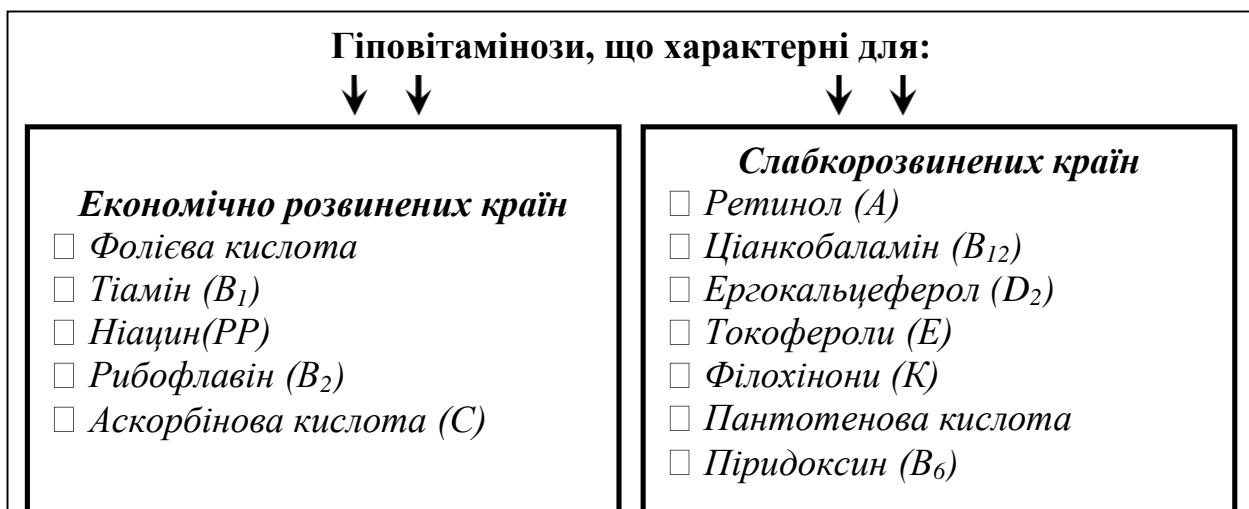 Гіповітамінози, що характерні для:
Економічно розвинених країн
□ Фолієва кислота
□ Тіамін (В₁)
□ Ніацин(РР)
□ Рибофлавін (В₂)
□ Аскорбінова кислота (С)
Слабкорозвинених країн
□ Ретинол (А)
□ Ціанкобаламін (В₁₂)
□ Ергокальцеферол (D₂)
□ Токофероли (Е)
□ Філохінони (К)
□ Пантотенова кислота
□ Піридоксин (В₆)